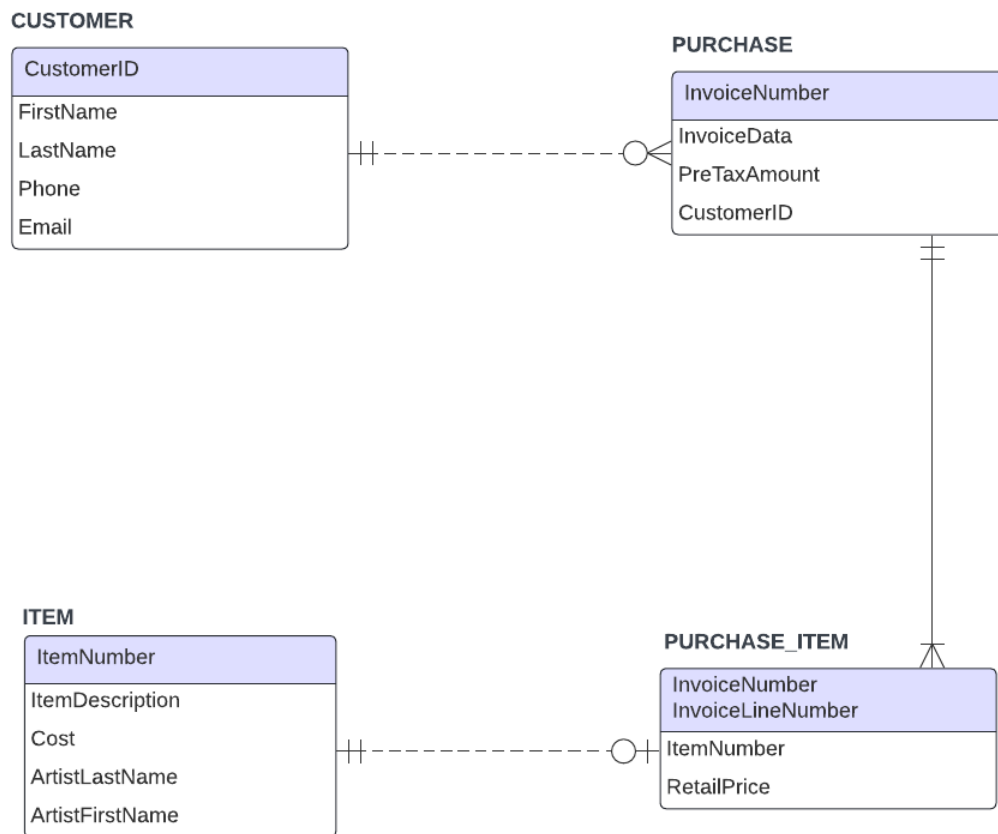 CUSTOMER
CustomerID
FirstName
LastName
Phone
Email
PURCHASE
InvoiceNumber
InvoiceData
PreTaxAmount
CustomerID
ITEM
ItemNumber
ItemDescription
Cost
ArtistLastName
ArtistFirstName
PURCHASE_ITEM
InvoiceNumber
InvoiceLineNumber
ItemNumber
RetailPrice